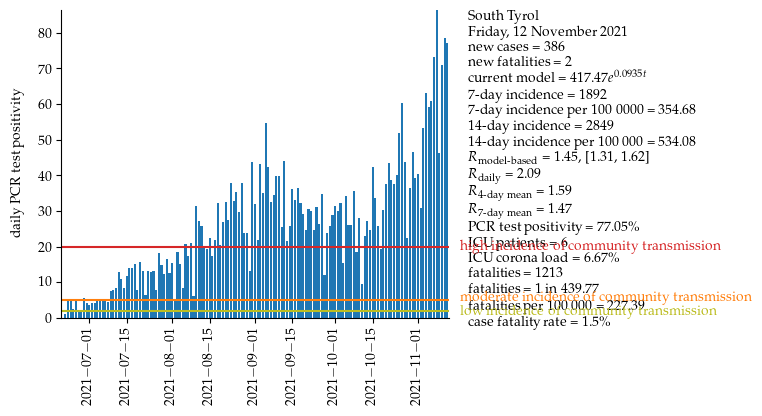 daily PCR test positivity
80
70
60
50
40
30
20
10
0
2021−07−01
2021−07−15
2021−08−01
2021−08−15
2021−09−01
2021−09−15
2021−10−01
2021−10−15
2021−11−01
South Tyrol
Friday, 12 November 2021
new cases = 386
new fatalities = 2
current model = 417.47e^0.0935t
7-day incidence = 1892
7-day incidence per 100 0000 = 354.68
14-day incidence = 2849
14-day incidence per 100 000 = 534.08
R model-based = 1.45, [1.31, 1.62]
R daily = 2.09
R 4-day mean = 1.59
R 7-day mean = 1.47
PCR test positivity = 77.05%
ICU patients = 6
high incidence of community transmission
ICU corona load = 6.67%
fatalities = 1213
fatalities = 1 in 439.77
moderate incidence of community transmission
fatalities per 100 000 = 227.39
low incidence of community transmission
case fatality rate = 1.5%